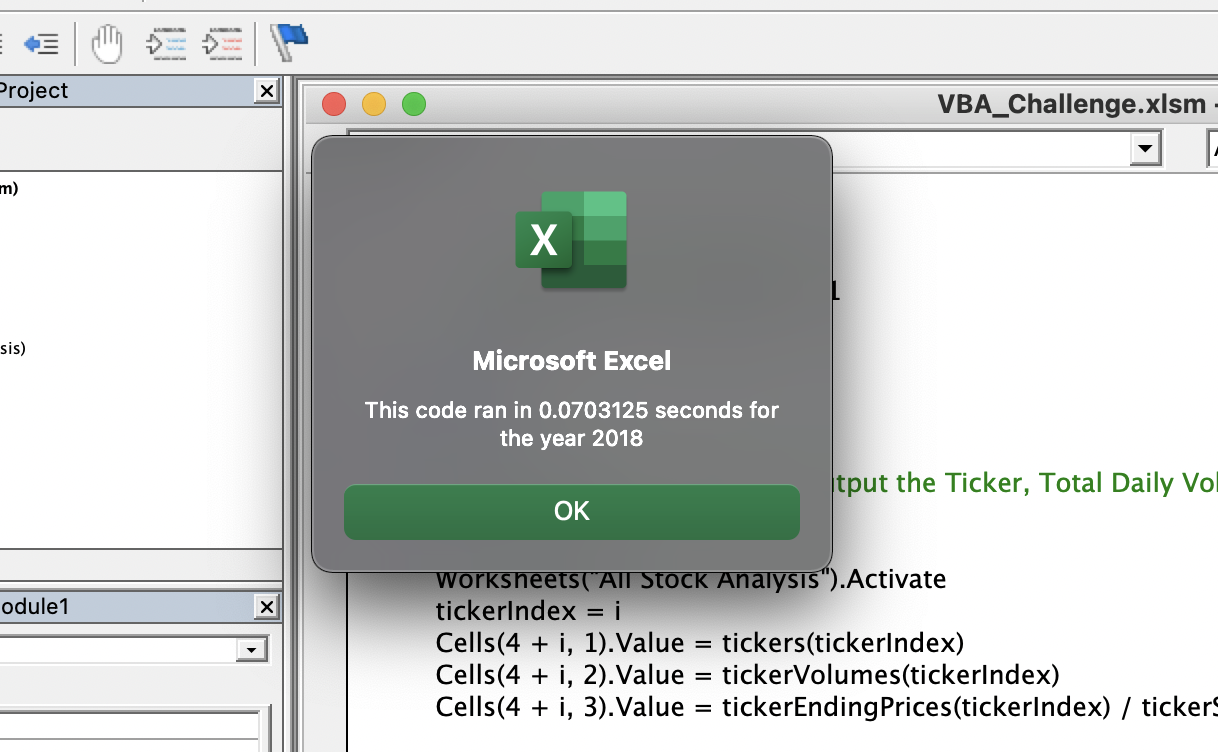 Project
VBA_Challenge.xlsm -
m)
X
1
sis)
Microsoft Excel
This code ran in 0.0703125 seconds for
the year 2018
tput the Ticker, Total Daily Vol
OK
Worksheets("All Stock Analysis").Activate
odule1
tickerIndex = i
Cells(4 + i, 1).Value = tickers(tickerIndex)
Cells(4 + i, 2).Value = tickerVolumes(tickerIndex)
Cells(4 + i, 3).Value = tickerEndingPrices(tickerIndex) / tickerS